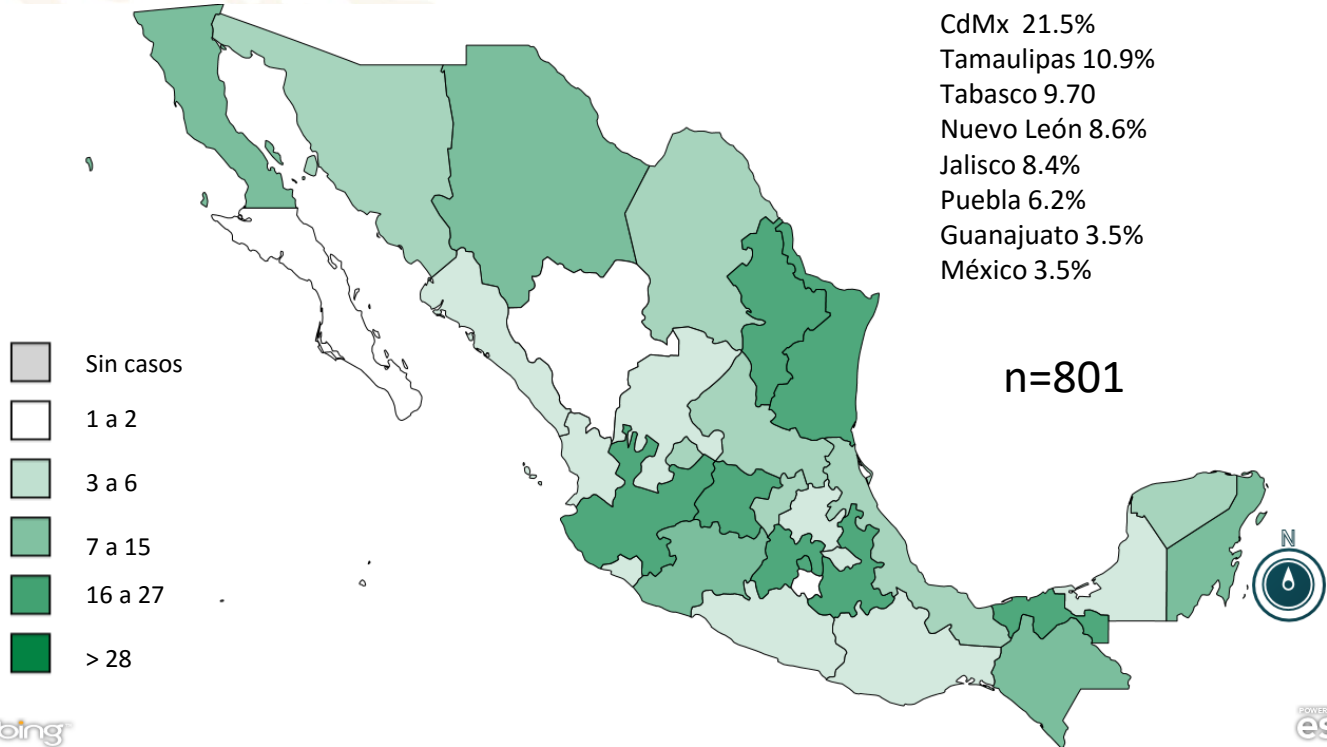 CdMx 21.5%
Tamaulipas 10.9%
Tabasco 9.70
Nuevo León 8.6%
Jalisco 8.4%
Puebla 6.2%
Guanajuato 3.5%
México 3.5%
n=801
Sin casos
1 a 2
3 a 6
7 a 15
16 a 27
> 28
N
bing
POWER
es